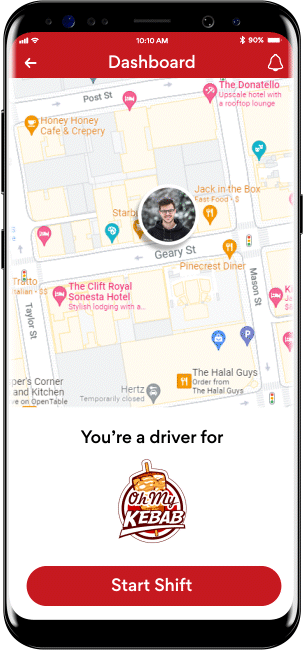 10:10 AM
90%
Dashboard
The Donatello
Upscale hotel with
a rooftop lounge
Post St
Honey Honey
Cafe & Crepery
Jack in the Box
Fast Food · $
Starb
Geary St
Pinecrest Diner
Tratto
talian · $$
The Clift Royal
Sonesta Hotel
Stylish lodging with a...
Mason St
Taylor St
The Halal Guys
Order from
The Halal Guys
per's Corner
and Kitchen
ve on OpenTable
Hertz
Temporarily closed
You're a driver for
Oh My
KEBAB
Start Shift